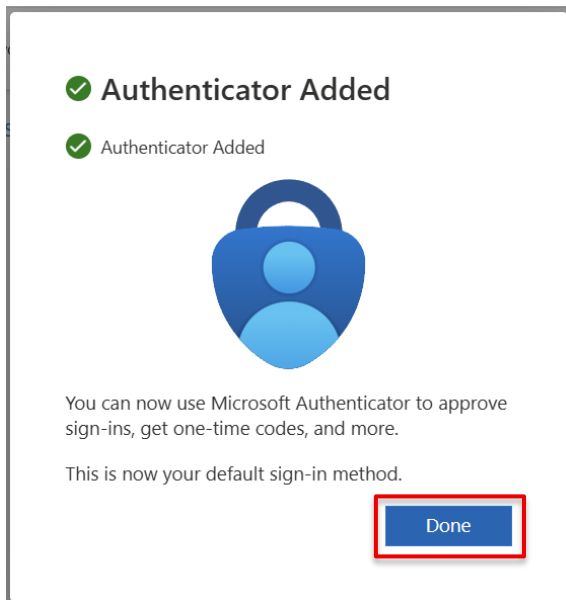 Authenticator Added
Authenticator Added
You can now use Microsoft Authenticator to approve
sign-ins, get one-time codes, and more.
This is now your default sign-in method.
Done